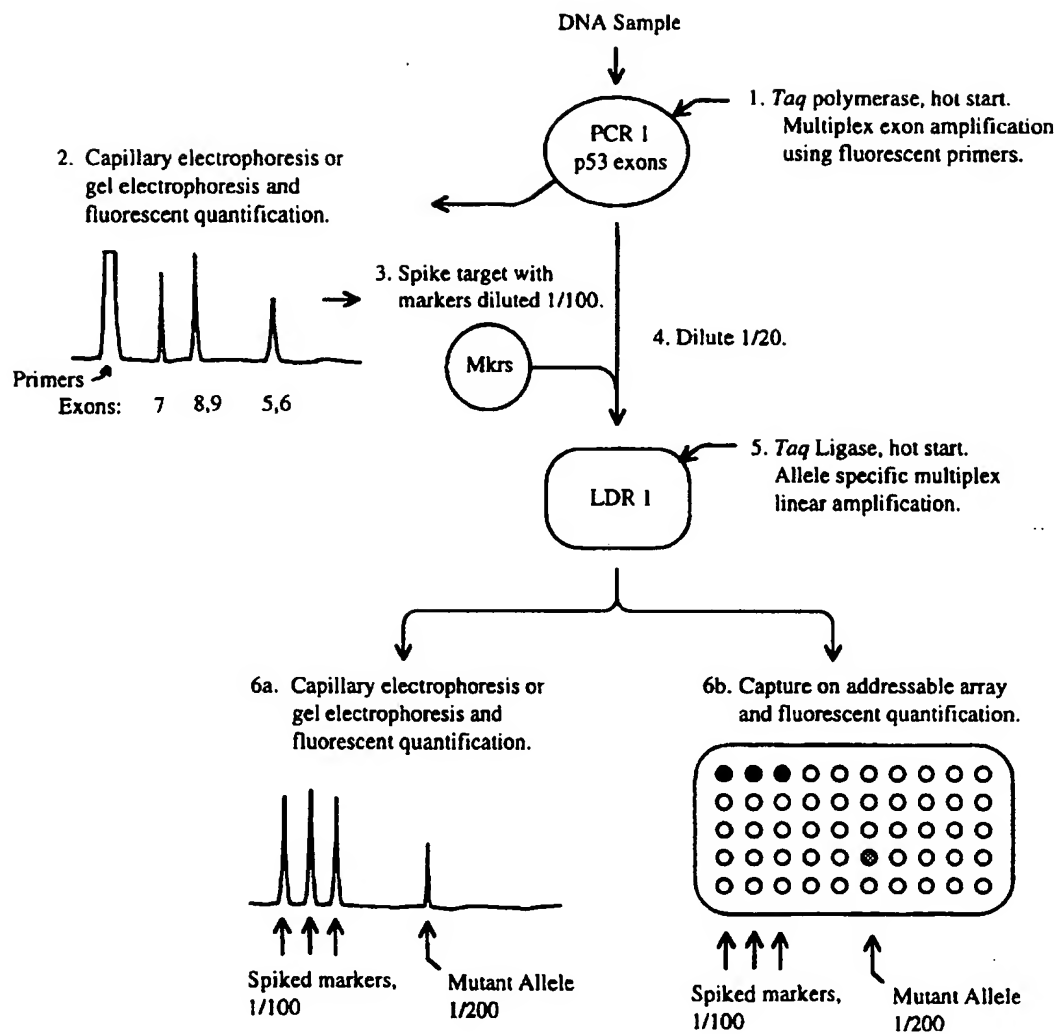 DNA Sample
PCR 1
p53 exons
1. Taq polymerase, hot start.
Multiplex exon amplification
using fluorescent primers.
2. Capillary electrophoresis or
gel electrophoresis and
fluorescent quantification.
Primers
Exons: 7 8,9 5,6
3. Spike target with
markers diluted 1/100.
Mkrs
4. Dilute 1/20.
LDR 1
5. Taq Ligase, hot start.
Allele specific multiplex
linear amplification.
6a. Capillary electrophoresis or
gel electrophoresis and
fluorescent quantification.
Spiked markers,
1/100
Mutant Allele
1/200
6b. Capture on addressable array
and fluorescent quantification.
Spiked markers,
1/100
Mutant Allele
1/200